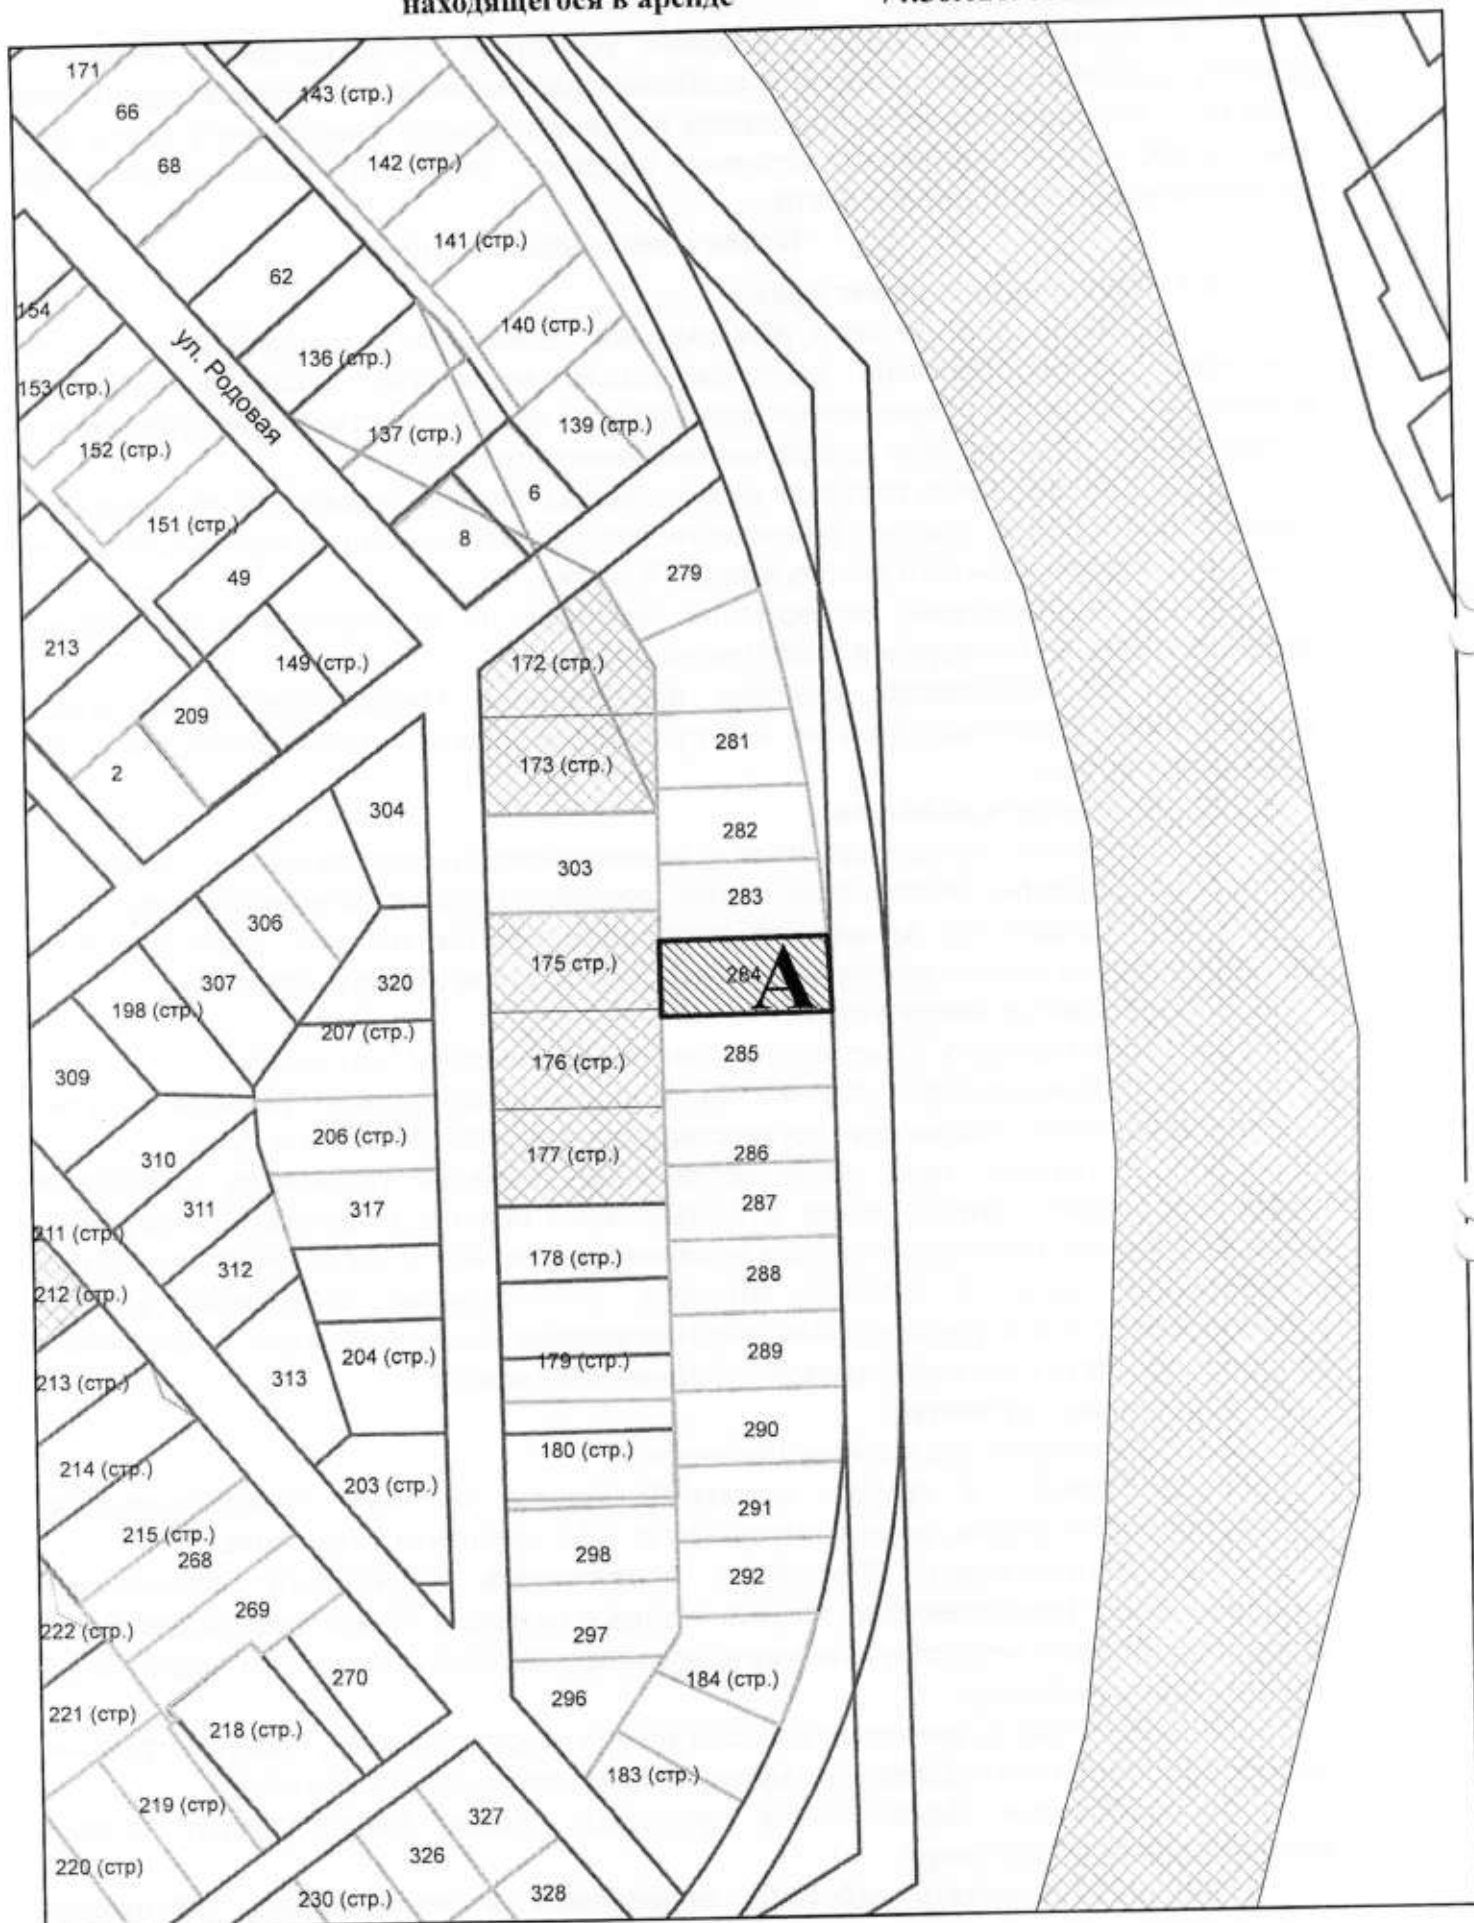 находящегося в аренде
171
66
68
143 (стр.)
142 (стр.)
141 (стр.)
62
140 (стр.)
154
136 (стр.)
ул. Родовая
153 (стр.)
137 (стр.)
139 (стр.)
152 (стр.)
6
151 (стр.)
8
49
279
213
149 (стр.)
172 (стр.)
209
281
2
173 (стр.)
304
282
303
283
306
175 стр.)
284
А
307
320
198 (стр.)
207 (стр.)
285
176 (стр.)
309
206 (стр.)
286
310
177 (стр.)
311
317
287
211 (стр.)
178 (стр.)
312
288
212 (стр.)
204 (стр.)
179 (стр.)
289
313
213 (стр.)
290
180 (стр.)
214 (стр.)
203 (стр.)
291
215 (стр.)
268
298
292
269
222 (стр.)
297
270
184 (стр.)
296
221 (стр)
218 (стр.)
183 (стр.)
219 (стр)
327
326
220 (стр)
328
230 (стр.)